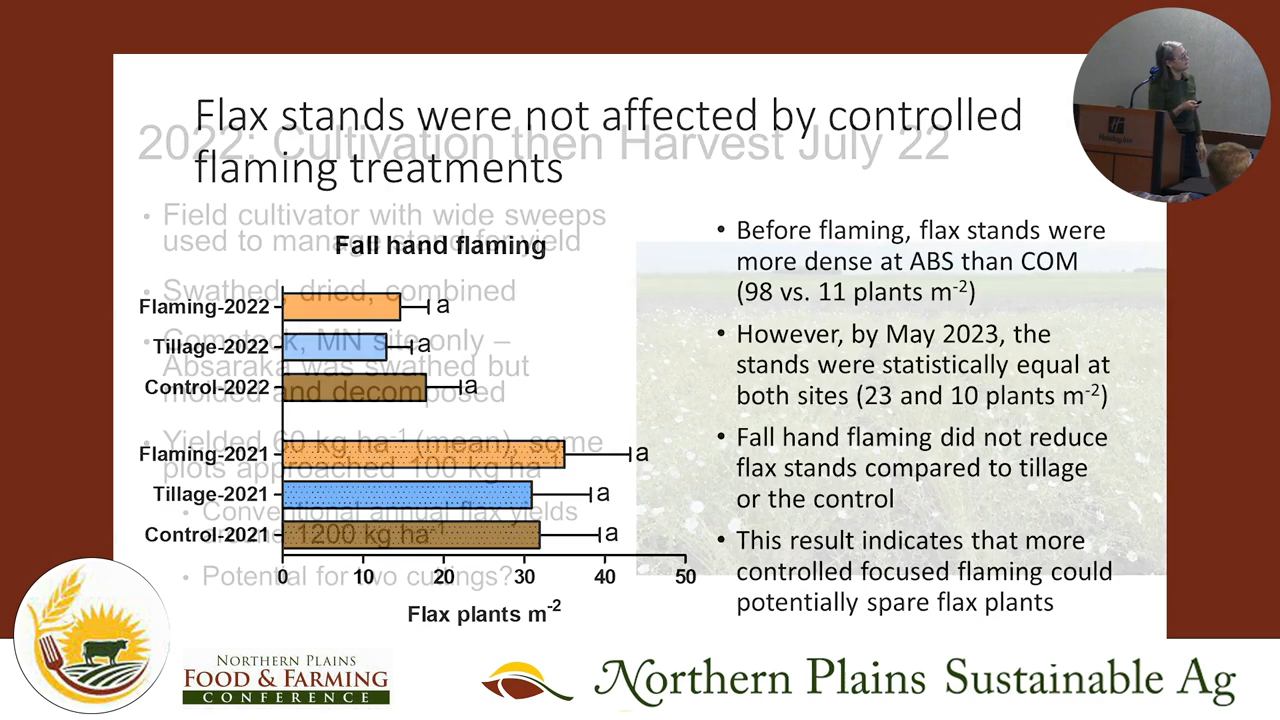 Flax stands were not affected by controlled
flaming treatments
2022: Cultivation then Harvest July 22
Field cultivator with wide sweeps
used to manage stand for yield
Swathed, dried, combined
Comstock, MN site only –
Absaraka was swathed but
molded and decomposed
Yielded 60 kg ha-1 (mean), some
plots approached 100 kg ha-1
Conventional annual flax yields
1200 kg ha-1
Potential for two cuttings?
Fall hand flaming
Flaming-2022
a
Tillage-2022
a
Control-2022
a
Flaming-2021
a
Tillage-2021
a
Control-2021
a
0 10 20 30 40 50
Flax plants m-2
• Before flaming, flax stands were
more dense at ABS than COM
(98 vs. 11 plants m-2)
• However, by May 2023, the
stands were statistically equal at
both sites (23 and 10 plants m-2)
• Fall hand flaming did not reduce
flax stands compared to tillage
or the control
• This result indicates that more
controlled focused flaming could
potentially spare flax plants
Holiday Inn
NORTHERN PLAINS
FOOD & FARMING
CONFERENCE
Northern Plains Sustainable Ag